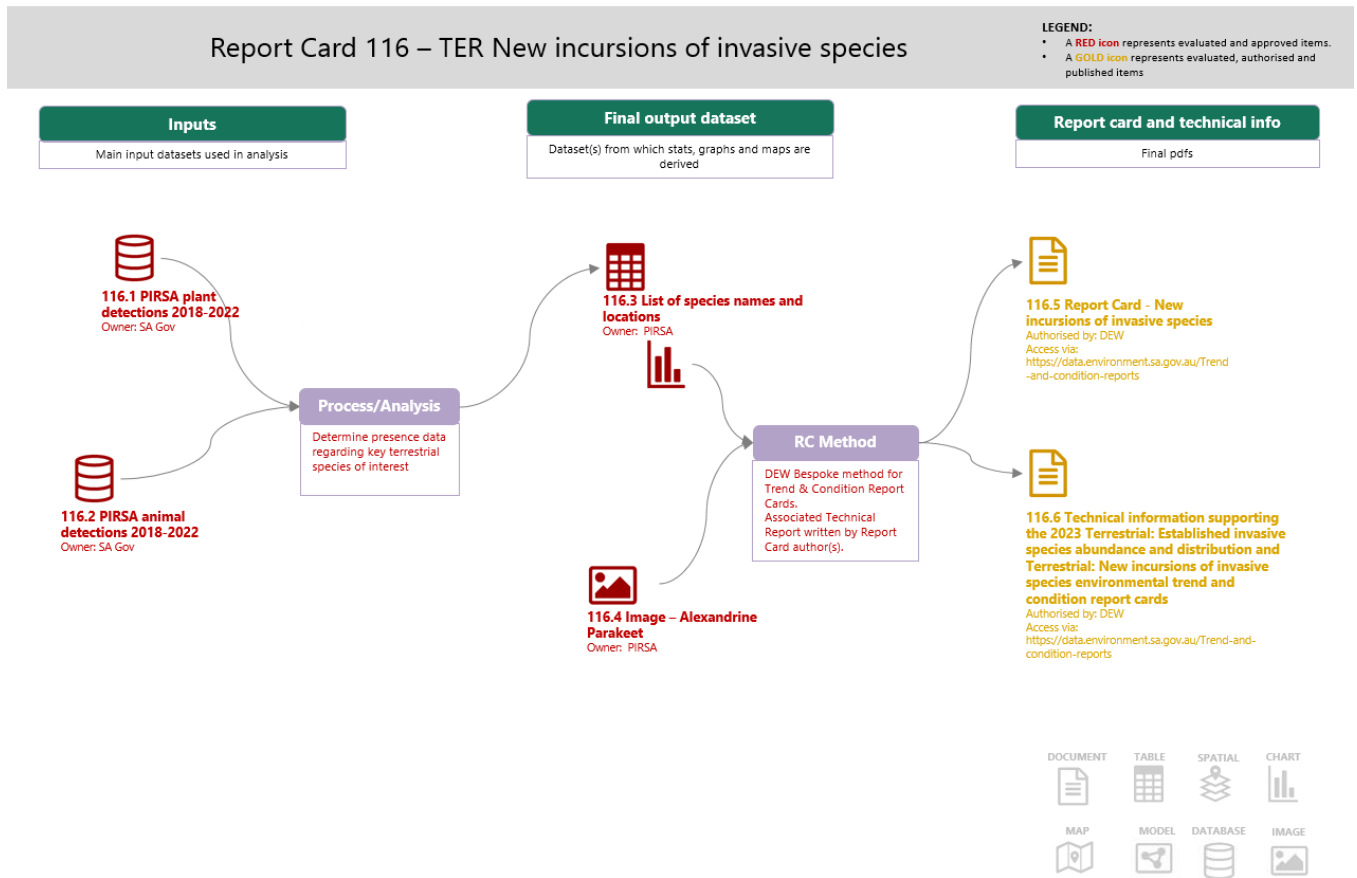 Report Card 116 – TER New incursions of invasive species
LEGEND:
• A RED icon represents evaluated and approved items.
• A GOLD icon represents evaluated, authorised and
published items
Inputs
Main input datasets used in analysis
Final output dataset
Dataset(s) from which stats, graphs and maps are
derived
Report card and technical info
Final pdfs
116.1 PIRSA plant
detections 2018-2022
Owner: SA Gov
116.2 PIRSA animal
detections 2018-2022
Owner: SA Gov
Process/Analysis
Determine presence data
regarding key terrestrial
species of interest
116.3 List of species names and
locations
Owner: PIRSA
116.4 Image – Alexandrine
Parakeet
Owner: PIRSA
RC Method
DEW Bespoke method for
Trend & Condition Report
Cards.
Associated Technical
Report written by Report
Card author(s).
116.5 Report Card - New
incursions of invasive species
Authorised by: DEW
Access via:
https://data.environment.sa.gov.au/Trend
-and-condition-reports
116.6 Technical information supporting
the 2023 Terrestrial: Established invasive
species abundance and distribution and
Terrestrial: New incursions of invasive
species environmental trend and
condition report cards
Authorised by: DEW
Access via:
https://data.environment.sa.gov.au/Trend-and-
condition-reports
DOCUMENT TABLE SPATIAL CHART
MAP MODEL DATABASE IMAGE